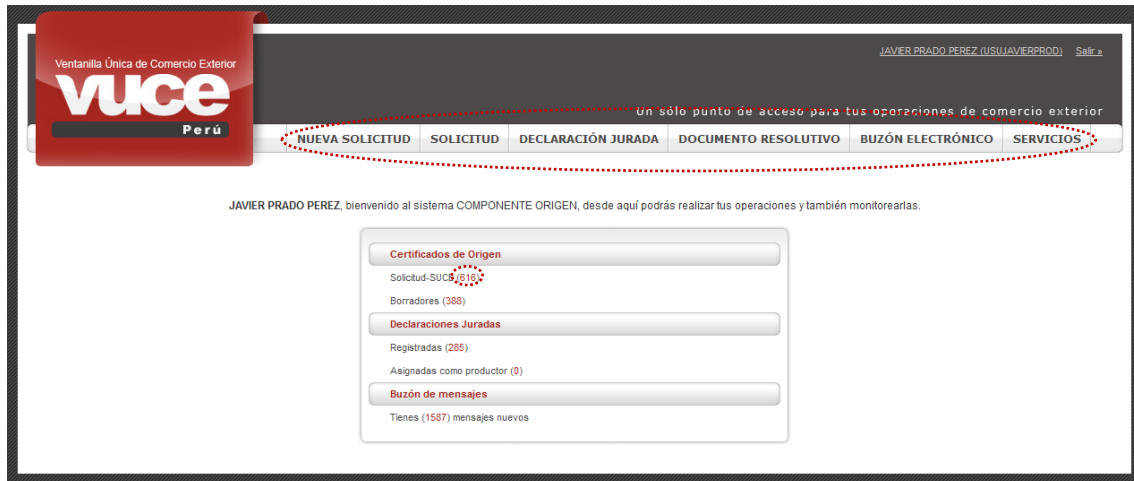 JAVIER PRADO PEREZ (USUJAVIERPROD) Salir »
Ventanilla Única de Comercio Exterior
vuce
Perú
Un sólo punto de acceso para tus operaciones de comercio exterior
NUEVA SOLICITUD SOLICITUD DECLARACIÓN JURADA DOCUMENTO RESOLUTIVO BUZÓN ELECTRÓNICO SERVICIOS
JAVIER PRADO PEREZ, bienvenido al sistema COMPONENTE ORIGEN, desde aquí podrás realizar tus operaciones y también monitorearlas.
Certificados de Origen
Solicitud-SUCE (616)
Borradores (388)
Declaraciones Juradas
Registradas (285)
Asignadas como productor (0)
Buzón de mensajes
Tienes (1587) mensajes nuevos